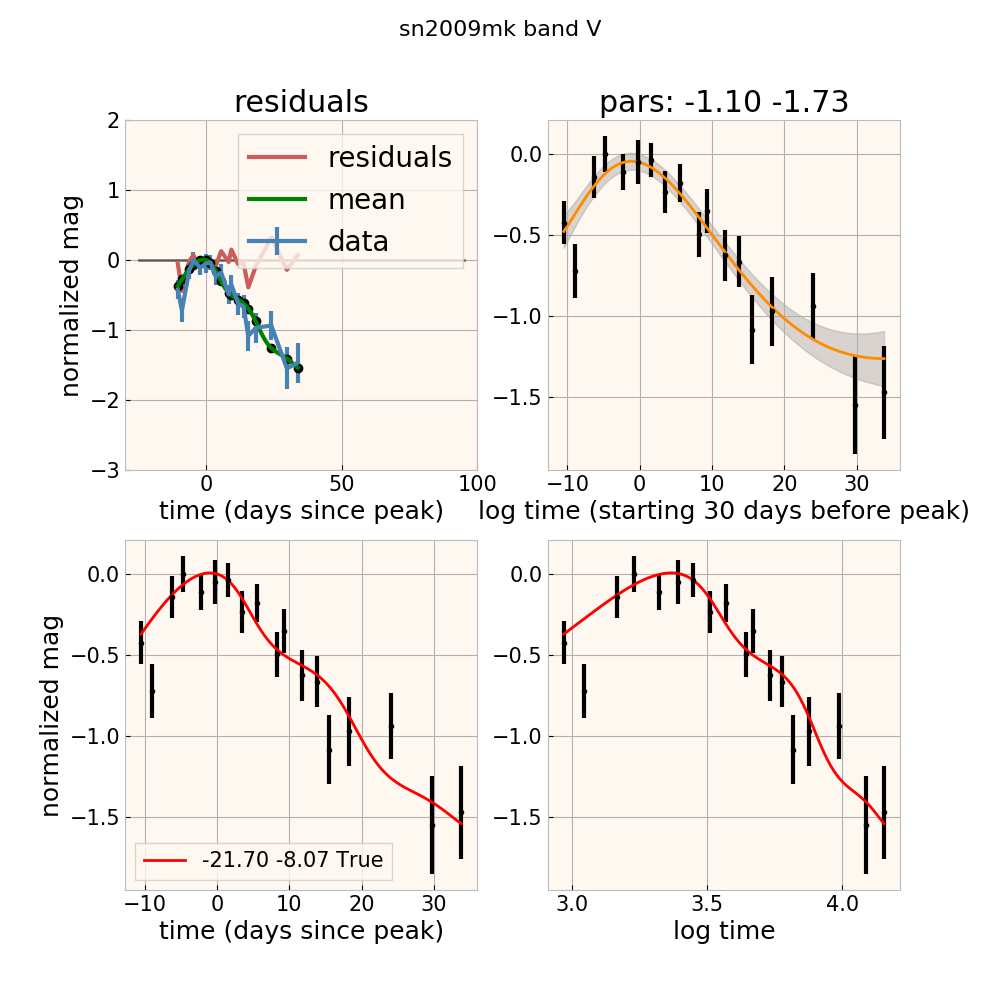 sn2009mk band V
residuals
pars: -1.10 -1.73
normalized mag
2
1
0
−1
−2
−3
residuals
mean
data
0
50
100
time (days since peak)
0.0
−0.5
−1.0
−1.5
−10
0
10
20
30
log time (starting 30 days before peak)
normalized mag
0.0
−0.5
−1.0
−1.5
-21.70 -8.07 True
−10
0
10
20
30
time (days since peak)
0.0
−0.5
−1.0
−1.5
3.0
3.5
4.0
log time